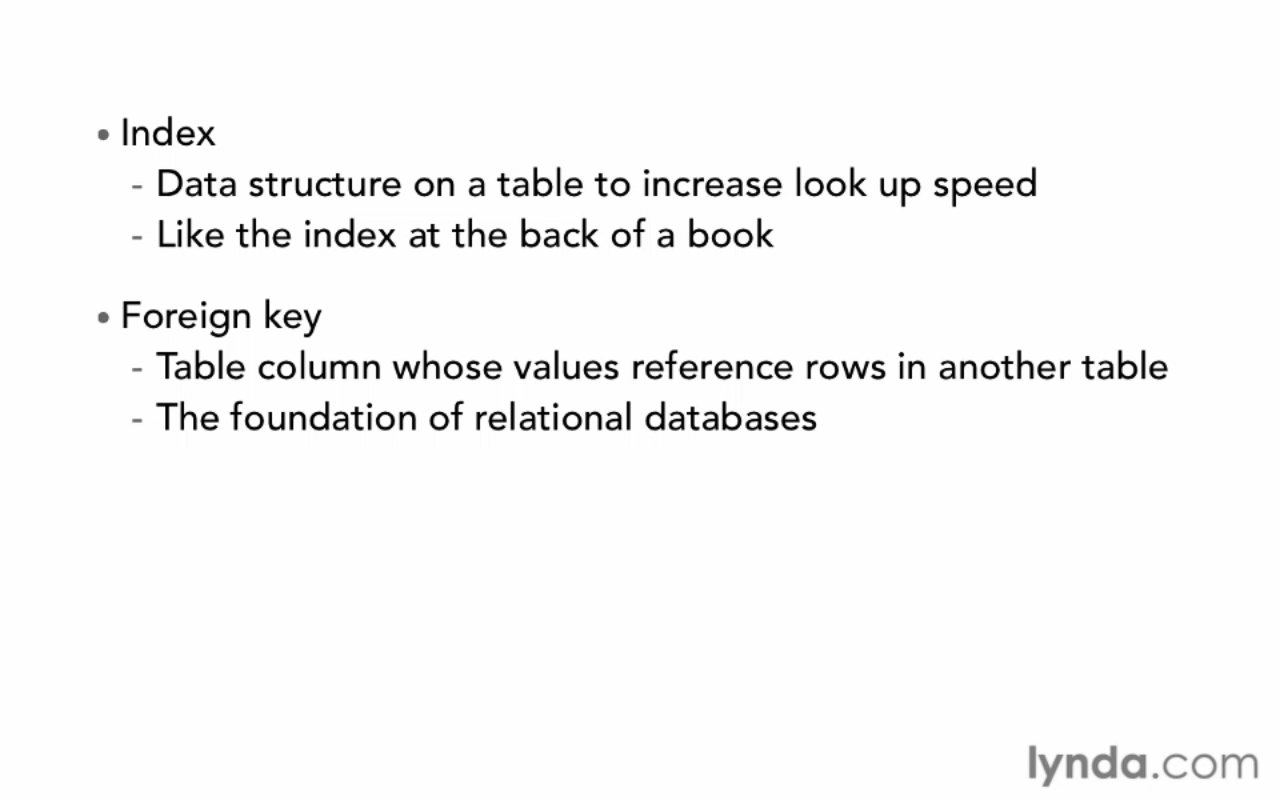 • Index
- Data structure on a table to increase look up speed
- Like the index at the back of a book
• Foreign key
- Table column whose values reference rows in another table
- The foundation of relational databases
lynda.com